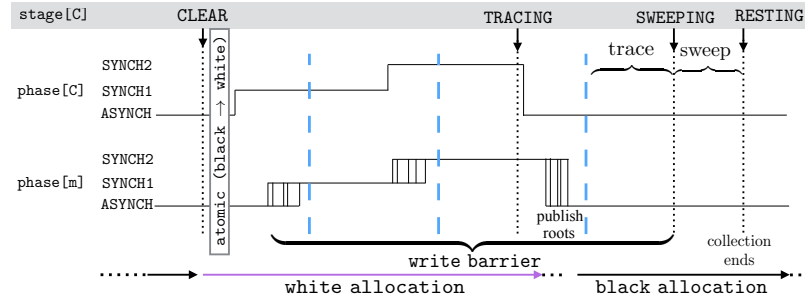 stage[C]
CLEAR
TRACING
SWEEPING
RESTING
trace
sweep
atomic (black → white)
SYNCH2
phase[C]
SYNCH1
ASYNCH
SYNCH2
phase[m]
SYNCH1
ASYNCH
publish
roots
write barrier
collection
ends
white allocation
black allocation